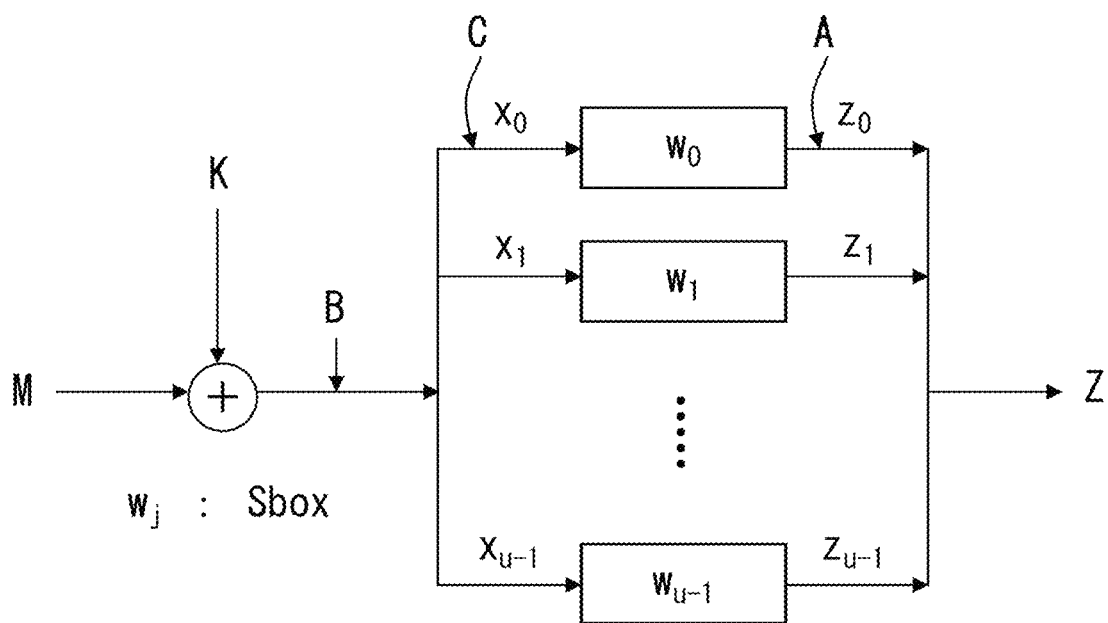 C A
x0 w0 z0
K
x1 w1 z1
B
M + Z
wj : Sbox
xu-1 wu-1 zu-1